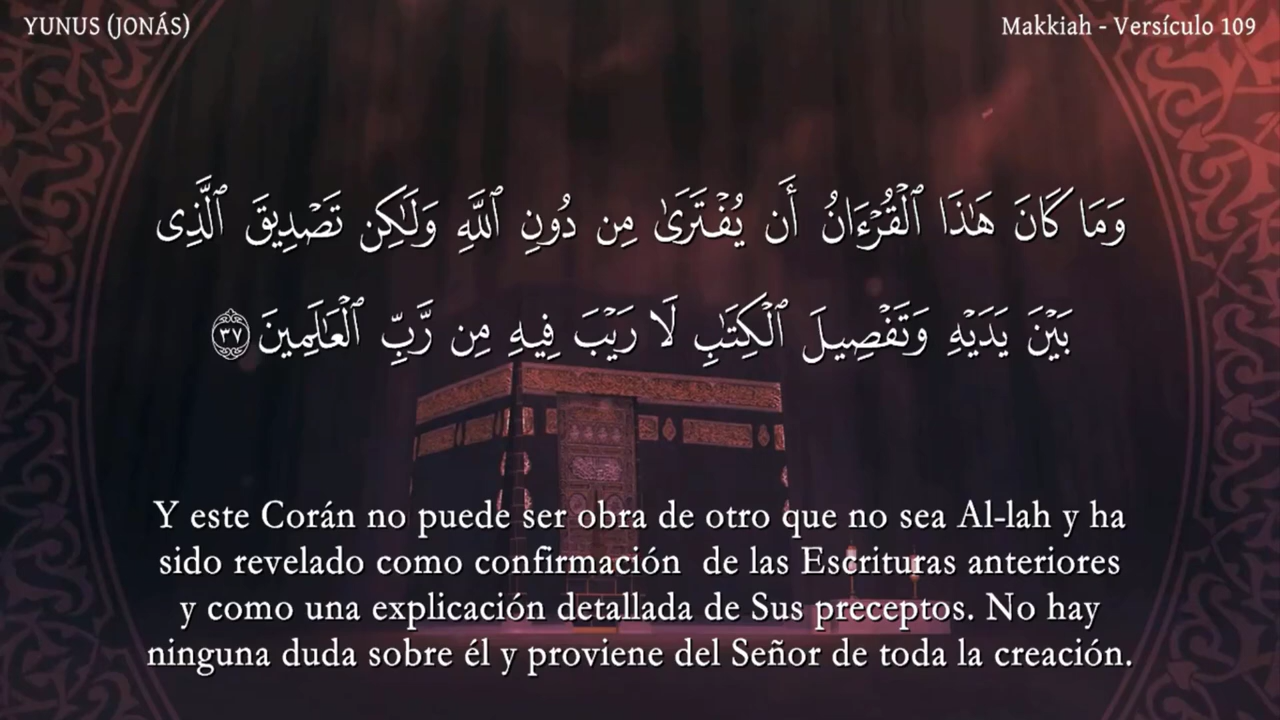 YUNUS (JONÁS)
Makkiah - Versículo 109
وَمَا كَانَ هَٰذَا ٱلْقُرْءَانُ أَن يُفْتَرَىٰ مِن دُونِ ٱللَّهِ وَلَٰكِن تَصْدِيقَ ٱلَّذِى
بَيْنَ يَدَيْهِ وَتَفْصِيلَ ٱلْكِتَٰبِ لَا رَيْبَ فِيهِ مِن رَّبِّ ٱلْعَٰلَمِينَ ٣٧
Y este Corán no puede ser obra de otro que no sea Al-lah y ha
sido revelado como confirmación de las Escrituras anteriores
y como una explicación detallada de Sus preceptos. No hay
ninguna duda sobre él y proviene del Señor de toda la creación.